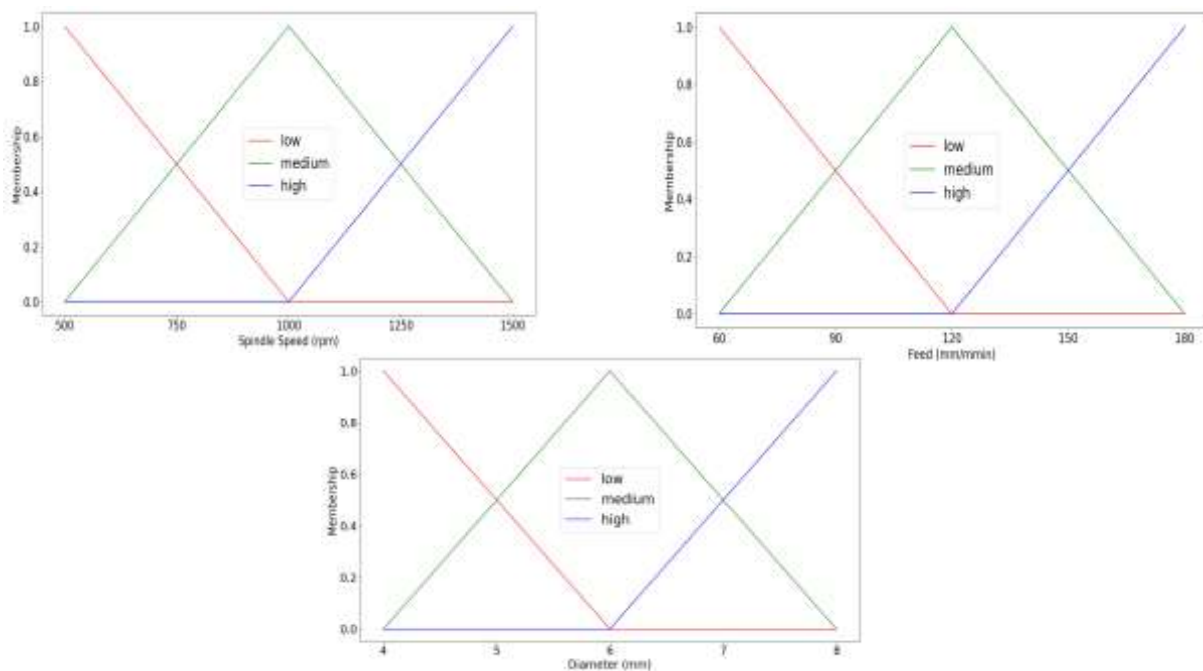 1.0
0.8
0.6
0.4
0.2
0.0
Membership
low
medium
high
500 750 1000 1250 1500
Spindle Speed (rpm)
1.0
0.8
0.6
0.4
0.2
0.0
Membership
low
medium
high
60 90 120 150 180
Feed (mm/mmin)
1.0
0.8
0.6
0.4
0.2
0.0
Membership
low
medium
high
4 5 6 7 8
Diameter (mm)